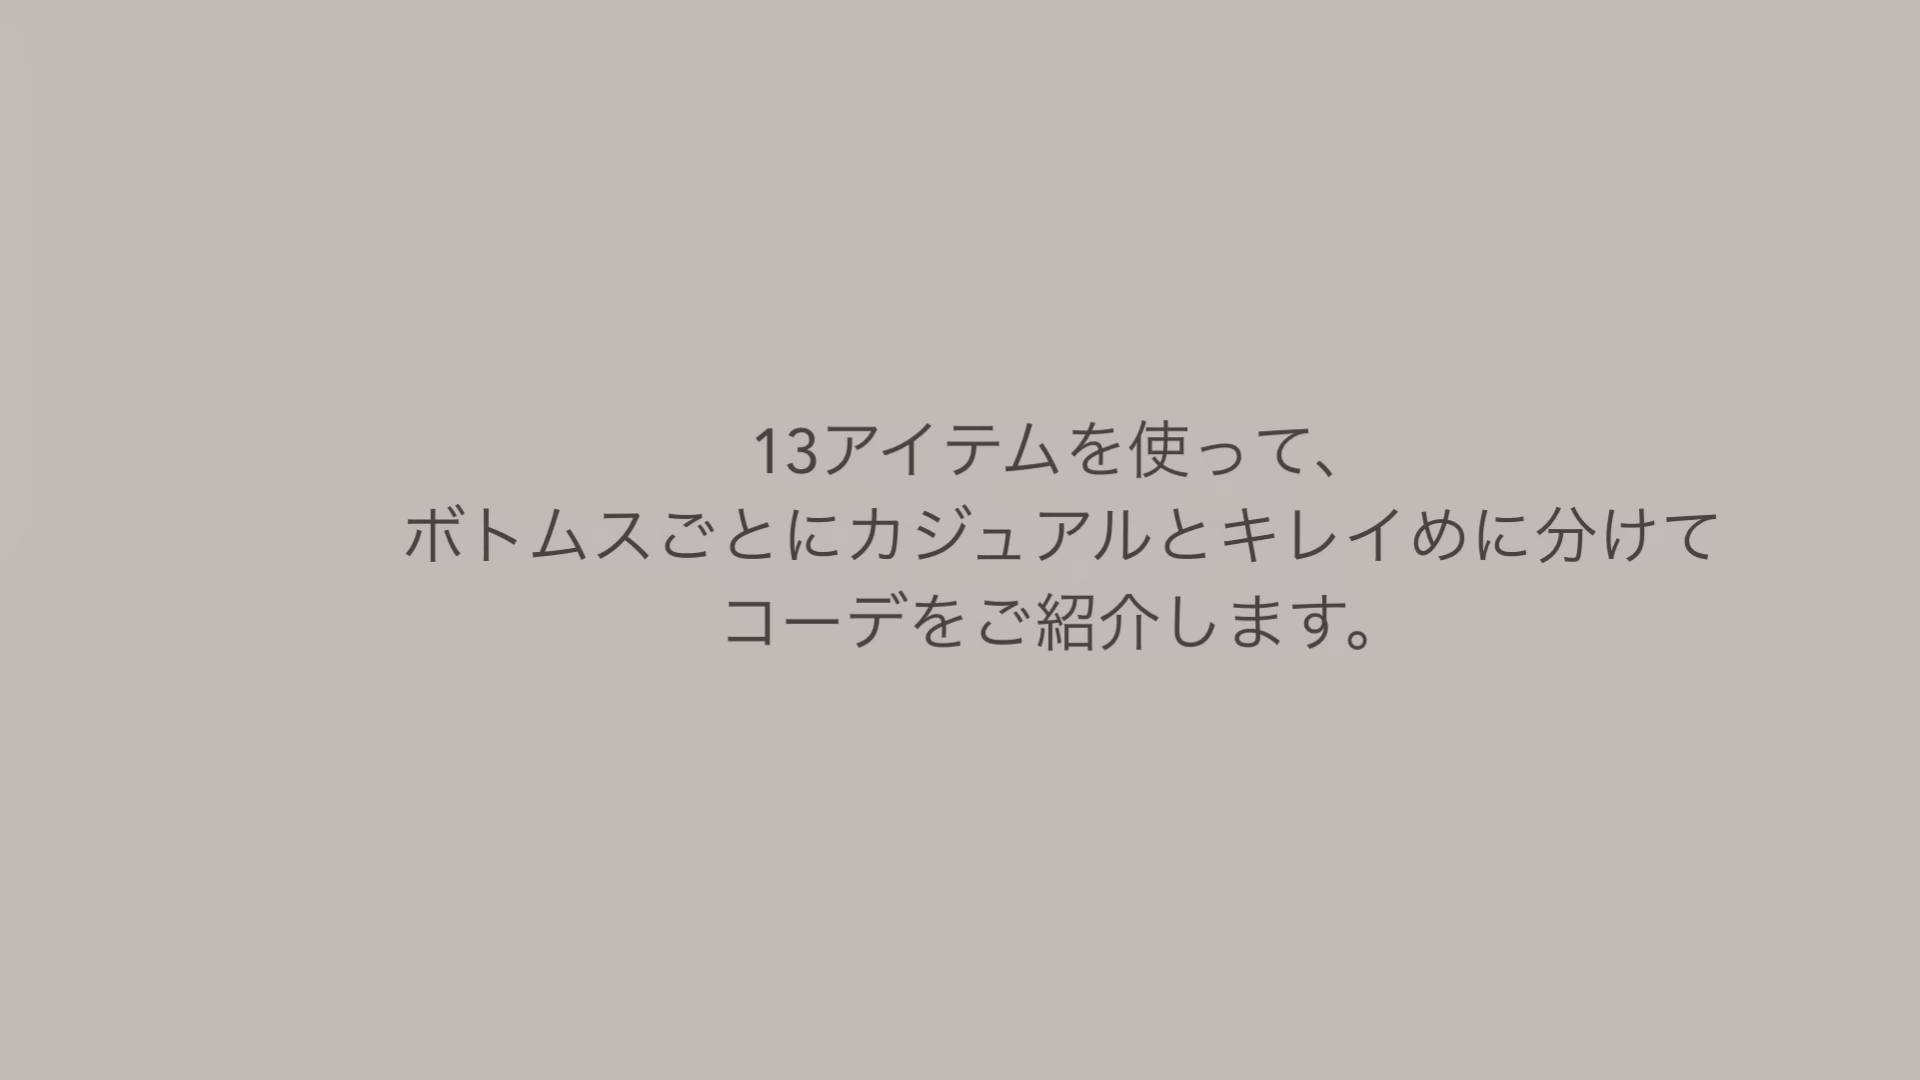 13アイテムを使って、
ボトムスごとにカジュアルとキレイめに分けて
コーデをご紹介します。